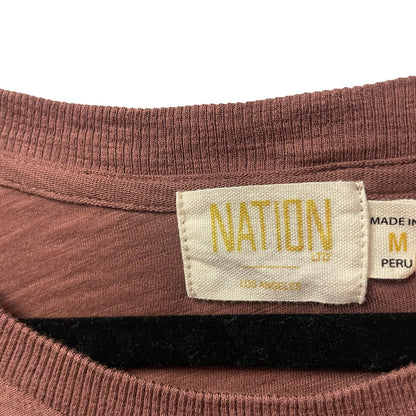 NATION
LTD
LOS ANGELES
MADE IN
M
PERU